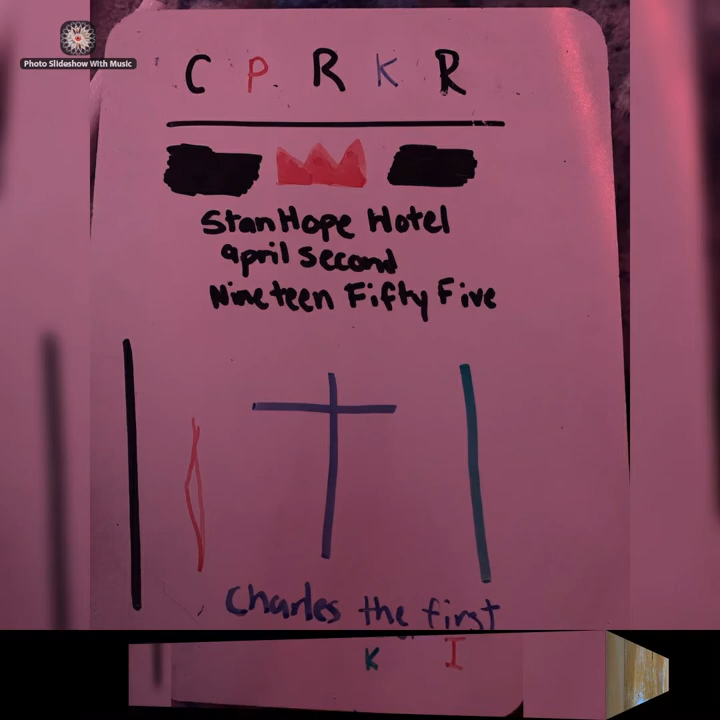 Photo Slideshow With Music
C P R K R
StanHope Hotel
april second
Nineteen Fifty Five
Charles the first
K I